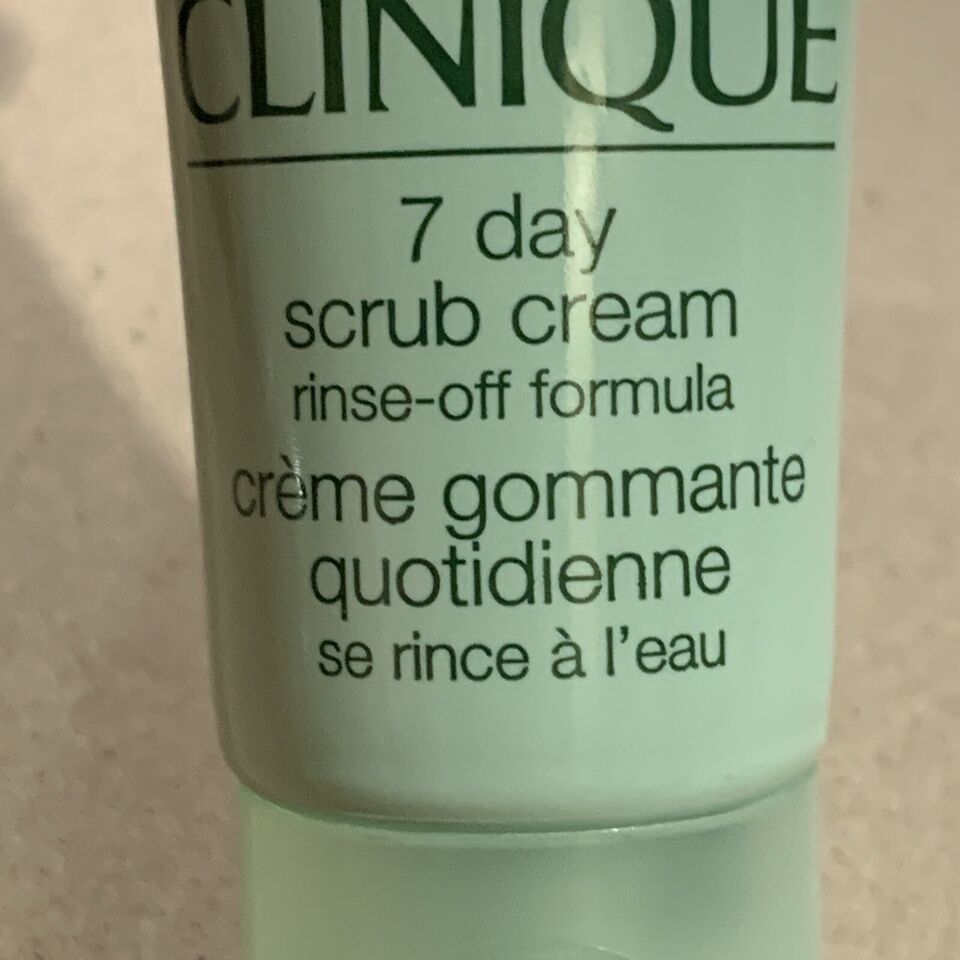 CLINIQUE
7 day
scrub cream
rinse-off formula
crème gommante
quotidienne
se rince à l'eau